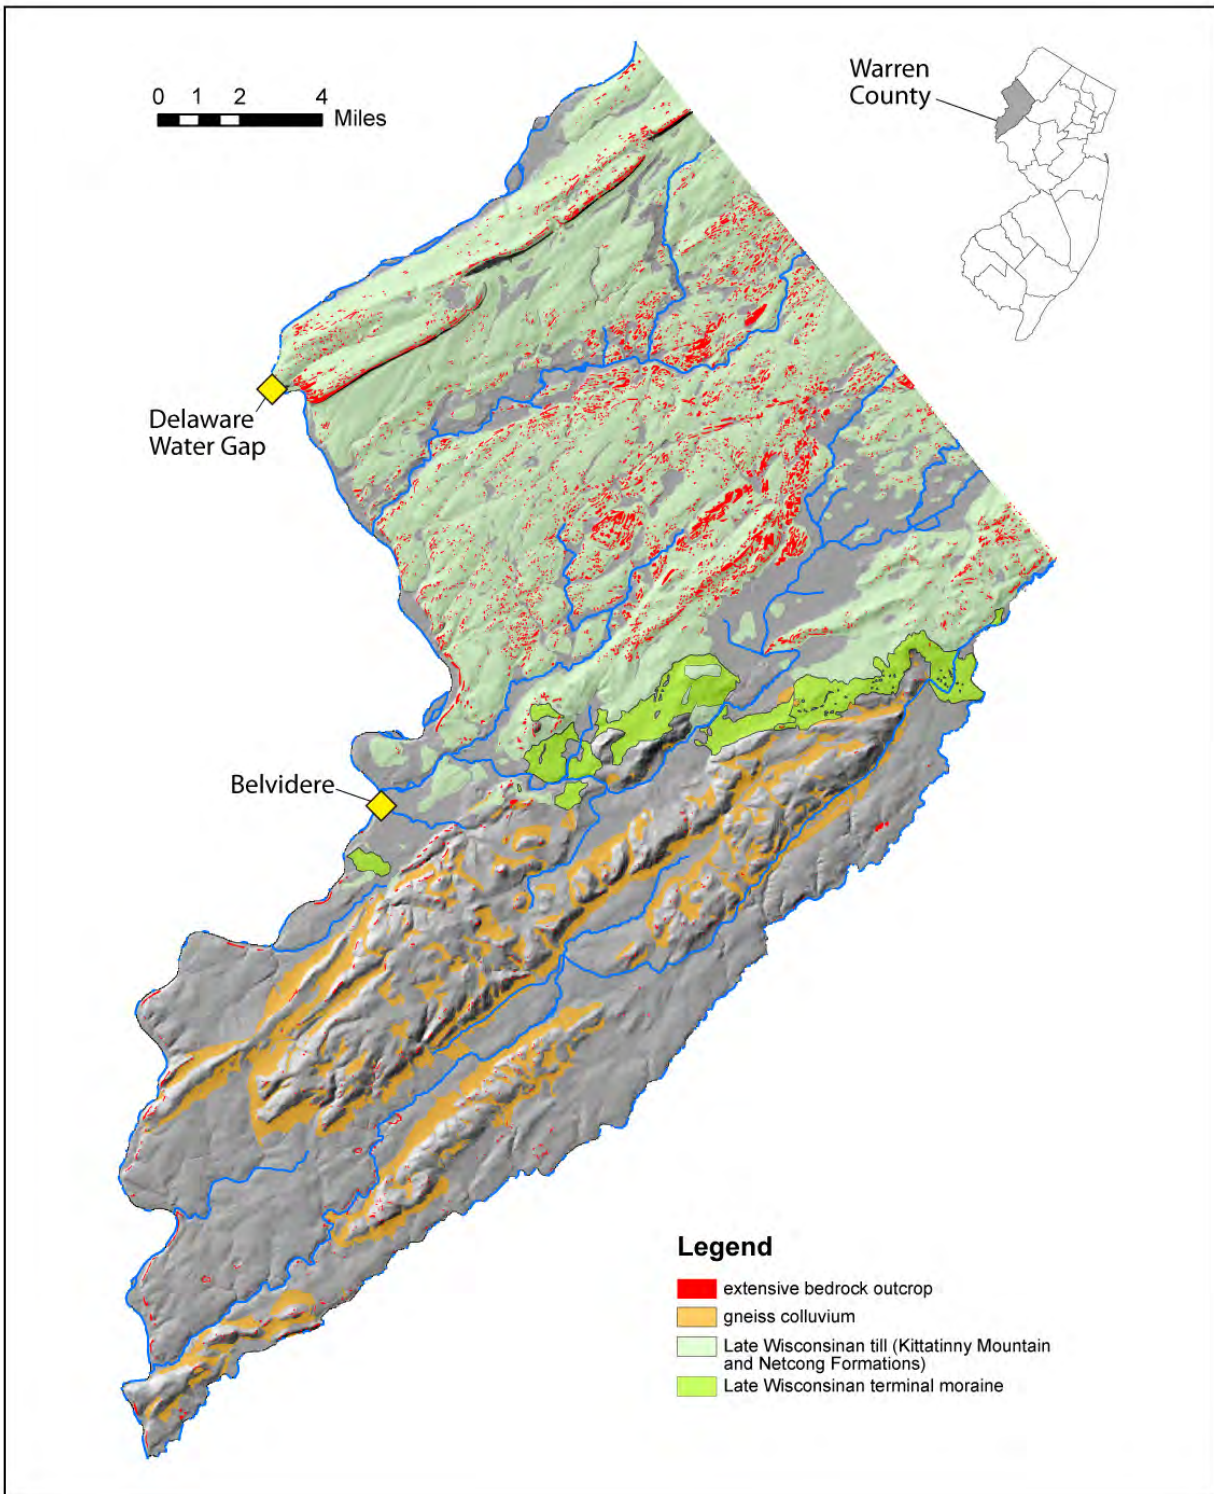 0 1 2 4
Miles
Warren
County
Delaware
Water Gap
Belvidere
Legend
extensive bedrock outcrop
gneiss colluvium
Late Wisconsinan till (Kittatinny Mountain
and Netcong Formations)
Late Wisconsinan terminal moraine